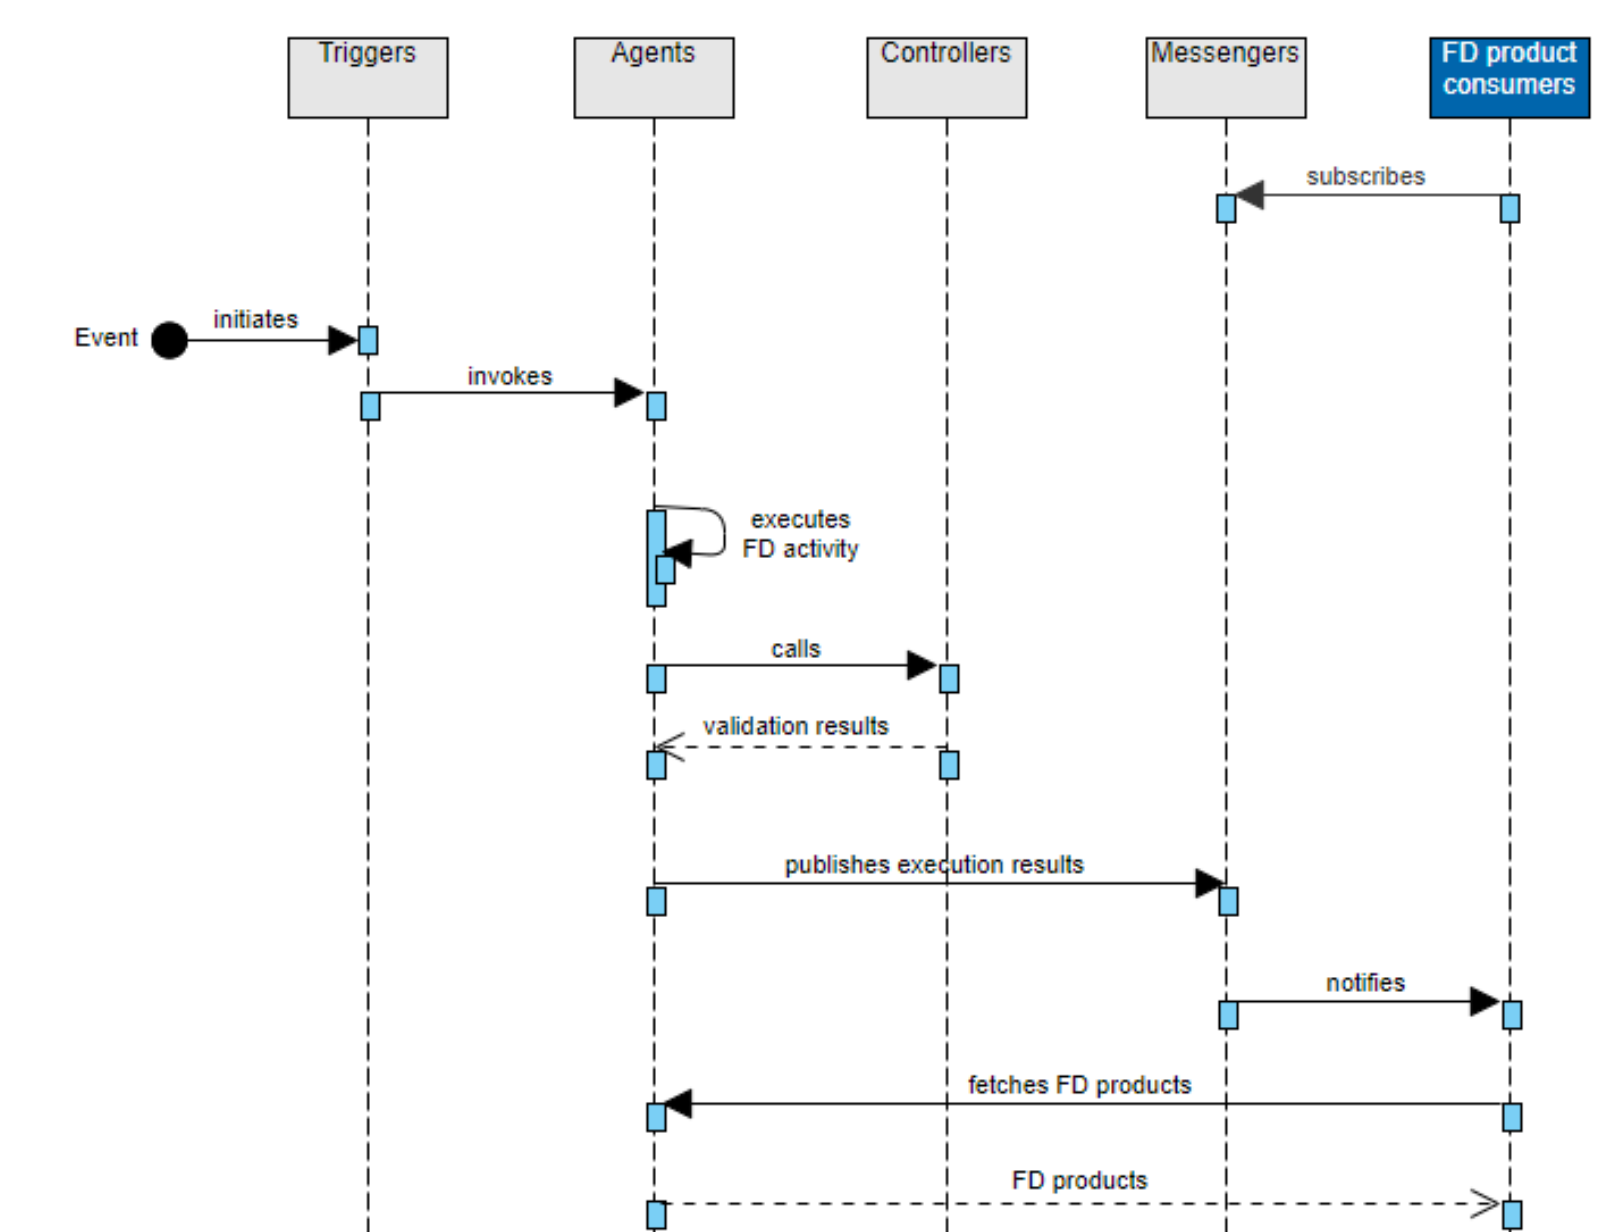 Triggers
Agents
Controllers
Messengers
FD product
consumers
subscribes
Event
initiates
invokes
executes
FD activity
calls
validation results
publishes execution results
notifies
fetches FD products
FD products